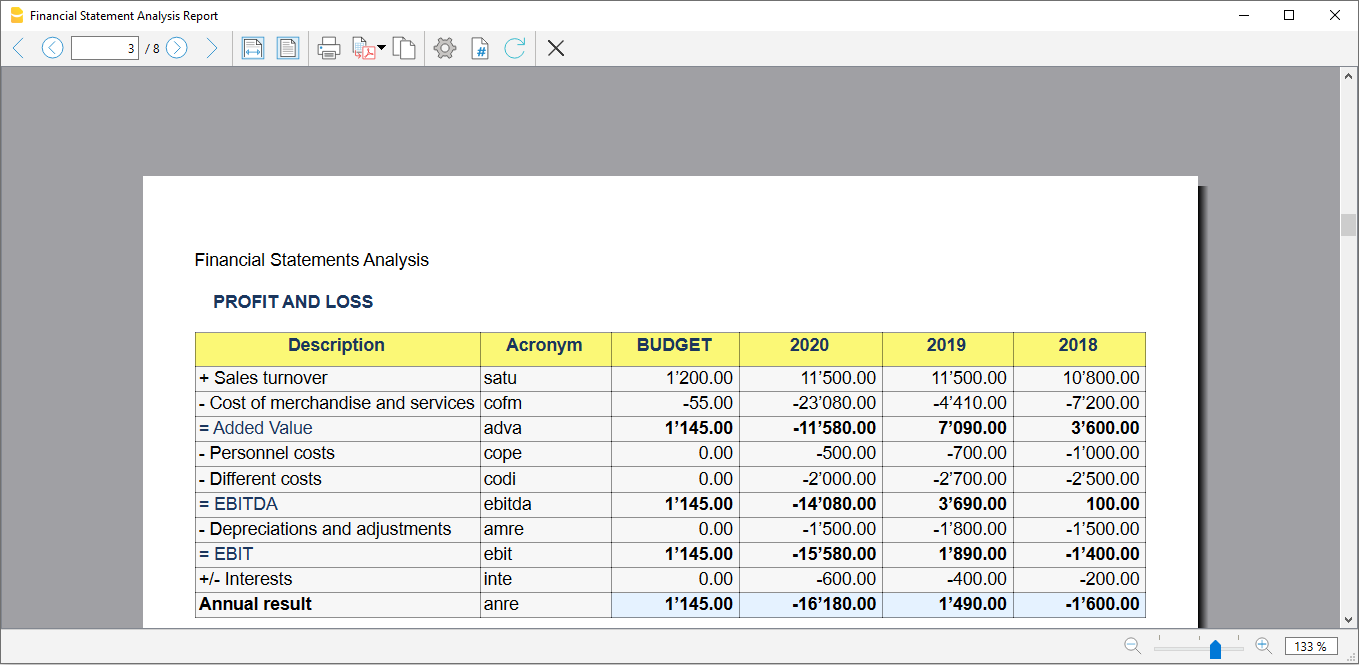 Financial Statement Analysis Report
3 / 8
#
Financial Statements Analysis
PROFIT AND LOSS
Description Acronym BUDGET 2020 2019 2018
+ Sales turnover satu 1’200.00 11’500.00 11’500.00 10’800.00
- Cost of merchandise and services cofm -55.00 -23’080.00 -4’410.00 -7’200.00
= Added Value adva 1’145.00 -11’580.00 7’090.00 3’600.00
- Personnel costs cope 0.00 -500.00 -700.00 -1’000.00
- Different costs codi 0.00 -2’000.00 -2’700.00 -2’500.00
= EBITDA ebitda 1’145.00 -14’080.00 3’690.00 100.00
- Depreciations and adjustments amre 0.00 -1’500.00 -1’800.00 -1’500.00
= EBIT ebit 1’145.00 -15’580.00 1’890.00 -1’400.00
+/- Interests inte 0.00 -600.00 -400.00 -200.00
Annual result anre 1’145.00 -16’180.00 1’490.00 -1’600.00
133 %